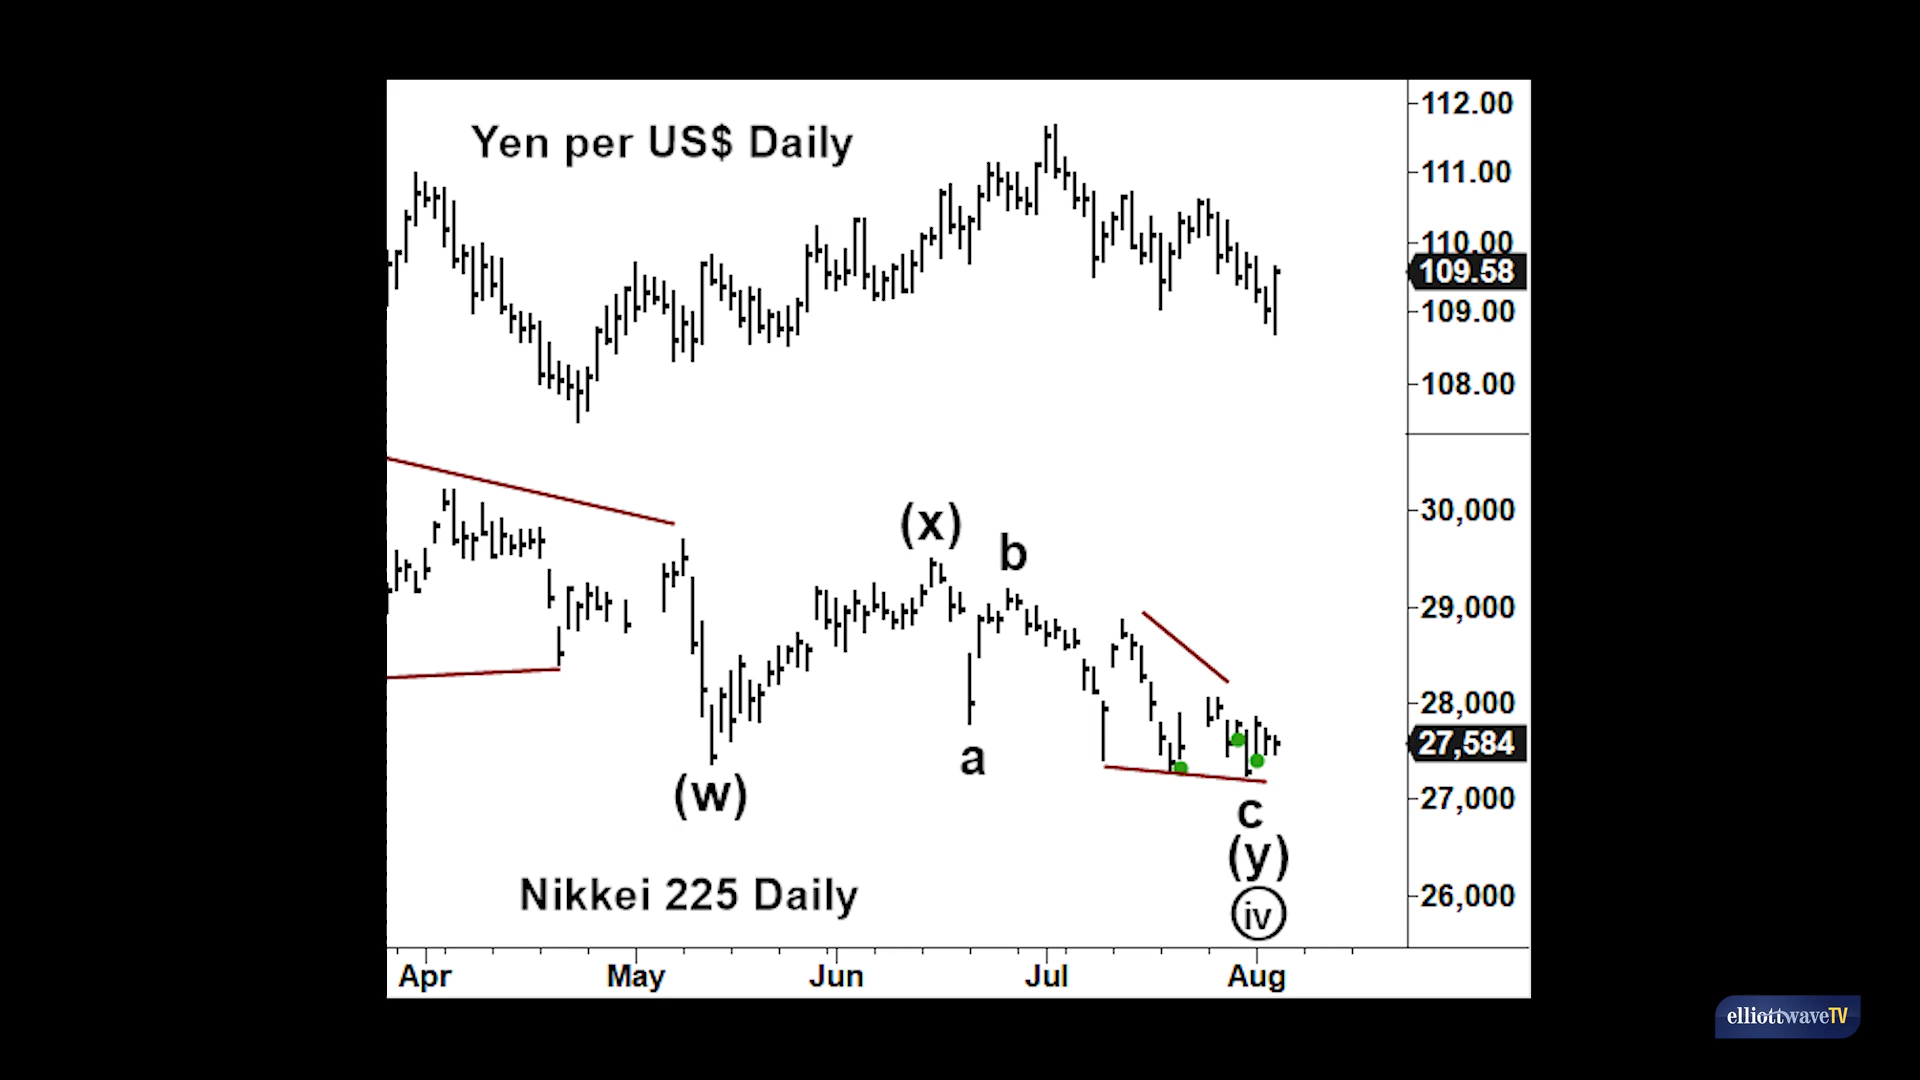 Yen per US$ Daily
112.00
111.00
110.00
109.58
109.00
108.00
30,000
29,000
28,000
27,584
27,000
26,000
(x)
b
a
(w)
c
(y)
iv
Nikkei 225 Daily
Apr May Jun Jul Aug
elliottwaveTV